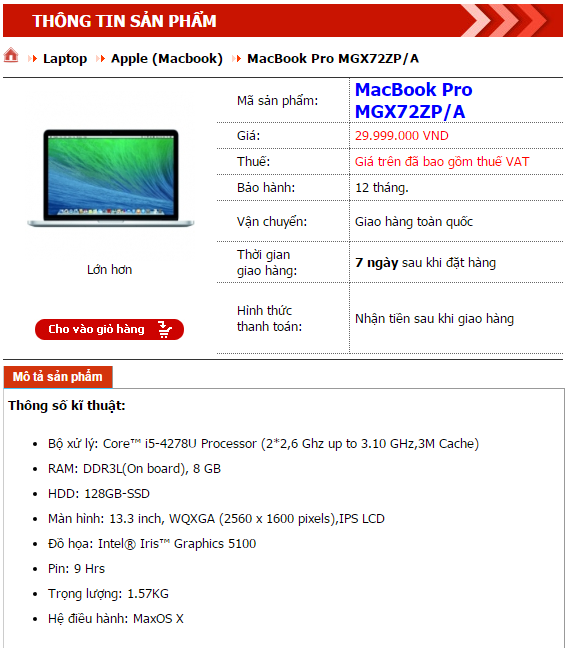 THÔNG TIN SẢN PHẨM
Laptop Apple (Macbook) MacBook Pro MGX72ZP/A
Mã sản phẩm:
MacBook Pro
MGX72ZP/A
Giá:
29.999.000 VND
Thuế:
Giá trên đã bao gồm thuế VAT
Bảo hành:
12 tháng.
Vận chuyển:
Giao hàng toàn quốc
Thời gian
giao hàng:
7 ngày sau khi đặt hàng
Hình thức
thanh toán:
Nhận tiền sau khi giao hàng
Lớn hơn
Cho vào giỏ hàng
Mô tả sản phẩm
Thông số kĩ thuật:
Bộ xử lý: Core™ i5-4278U Processor (2*2,6 Ghz up to 3.10 GHz,3M Cache)
RAM: DDR3L(On board), 8 GB
HDD: 128GB-SSD
Màn hình: 13.3 inch, WQXGA (2560 x 1600 pixels),IPS LCD
Đồ họa: Intel® Iris™ Graphics 5100
Pin: 9 Hrs
Trọng lượng: 1.57KG
Hệ điều hành: MaxOS X